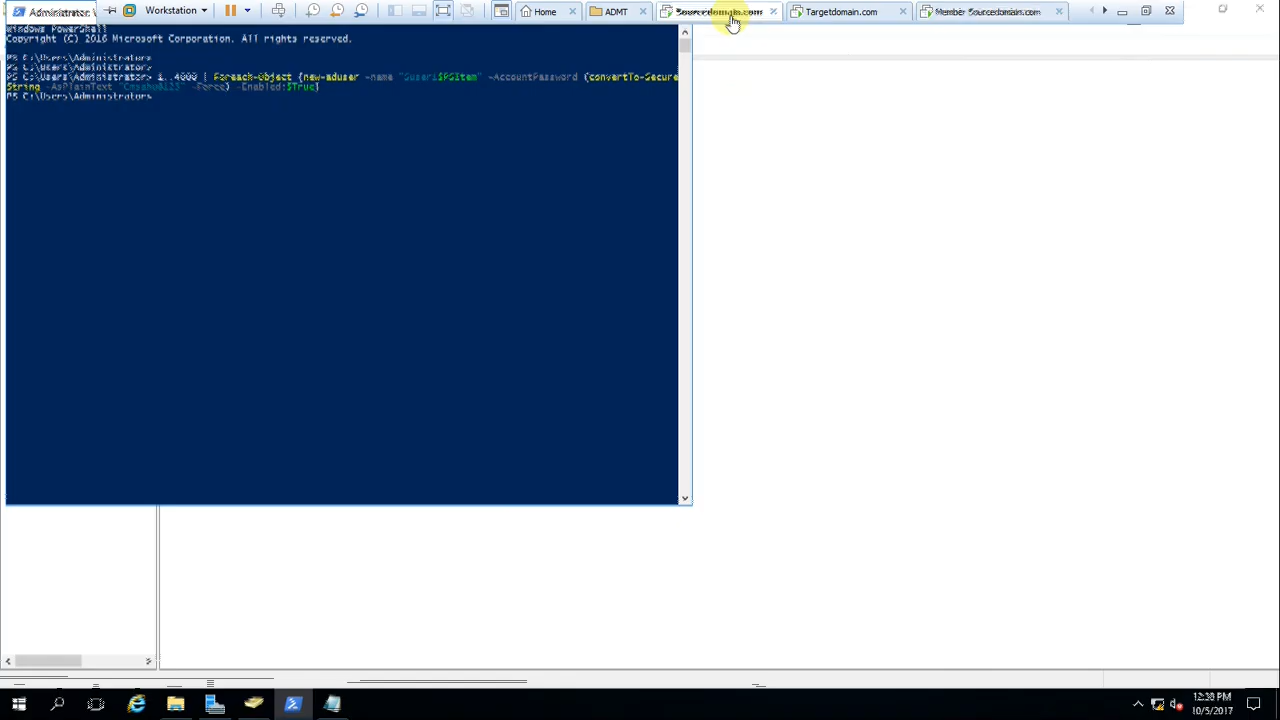 Administrator
Workstation
Home
ADMT
Sourcedomain.com
Targetdomain.com
Member Sourcedomain.com
Windows PowerShell
Copyright (C) 2016 Microsoft Corporation. All rights reserved.
PS C:\Users\Administrator>
PS C:\Users\Administrator>
PS C:\Users\Administrator> 1..4000 | Foreach-Object {new-aduser -name "Suser1$PSItem" -AccountPassword (convertTo-Secure
String -AsPlainText -Force) -Enabled:$True}
PS C:\Users\Administrator>
12:38 PM
10/5/2017